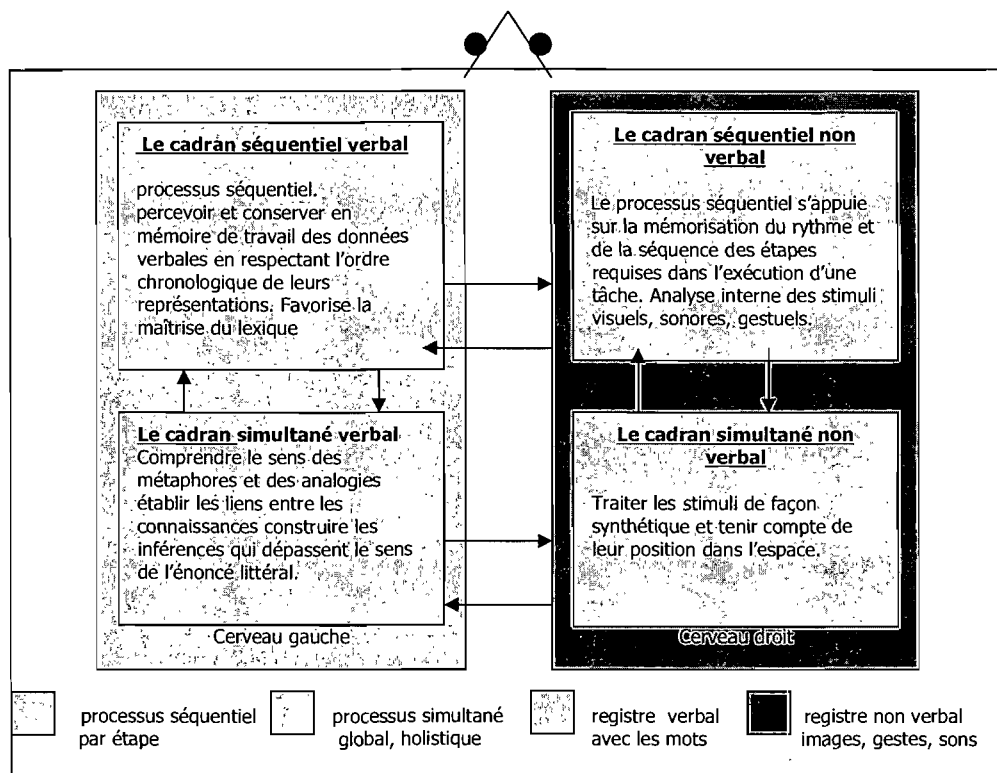 Le cadran séquentiel verbal
processus séquentiel.
percevoir et conserver en
mémoire de travail des données
verbales en respectant l'ordre
chronologique de leurs
représentations. Favorise la
maîtrise du lexique
Le cadran séquentiel non
verbal
Le processus séquentiel s'appuie
sur la mémorisation du rythme et
de la séquence des étapes
requises dans l'exécution d'une
tâche. Analyse interne des stimuli
visuels, sonores, gestuels.
Le cadran simultané verbal
Comprendre le sens des
métaphores et des analogies
établir les liens entre les
connaissances construire les
inférences qui dépassent le sens
de l'énoncé littéral.
Le cadran simultané non
verbal
Traiter les stimuli de façon
synthétique et tenir compte de
leur position dans l'espace.
Cerveau gauche
Cerveau droit
processus séquentiel
par étape
processus simultané
global, holistique
registre verbal
avec les mots
registre non verbal
images, gestes, sons